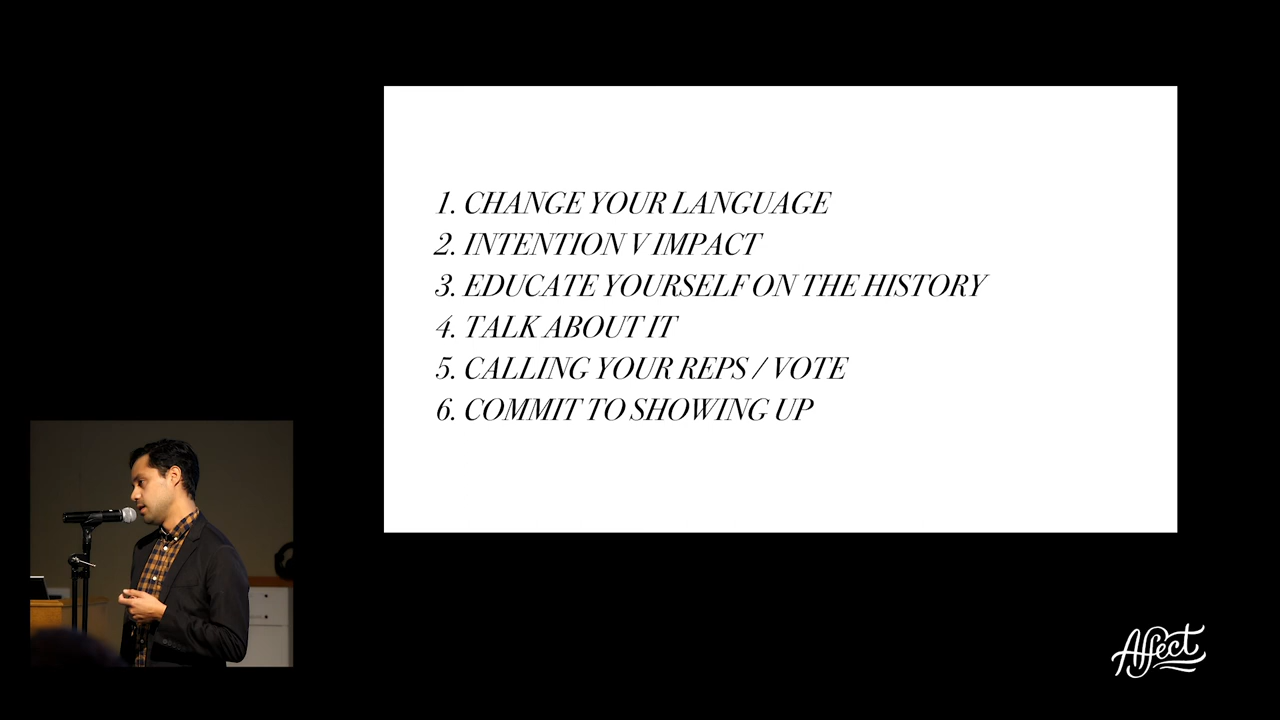 1. CHANGE YOUR LANGUAGE
2. INTENTION V IMPACT
3. EDUCATE YOURSELF ON THE HISTORY
4. TALK ABOUT IT
5. CALLING YOUR REPS / VOTE
6. COMMIT TO SHOWING UP
Affect